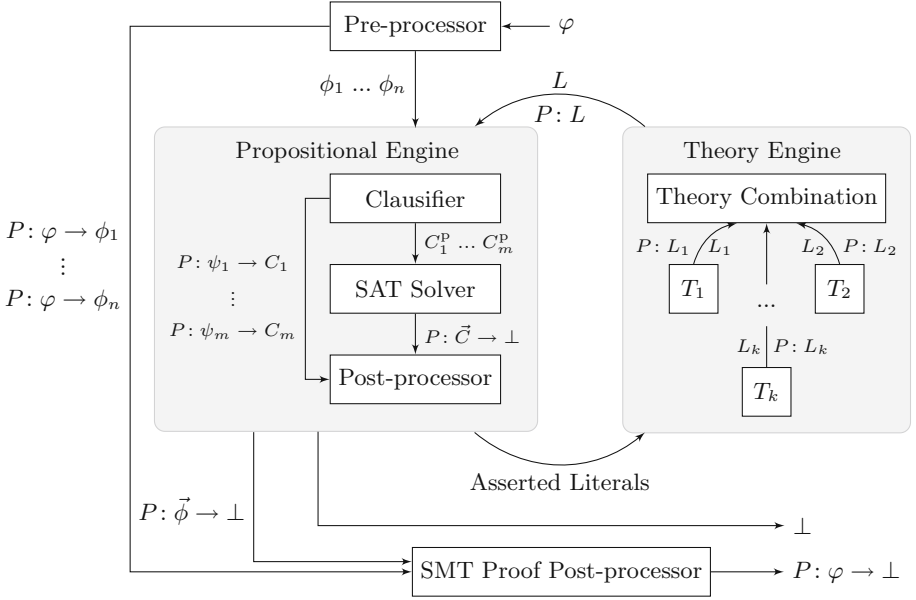 Pre-processor
φ
ϕ₁ ... ϕₙ
L
P : L
Propositional Engine
Theory Engine
Clausifier
Theory Combination
P : φ → ϕ₁
⋮
P : φ → ϕₙ
C₁ᵖ ... Cₘᵖ
P : ψ₁ → C₁
⋮
P : ψₘ → Cₘ
P : L₁
L₁
L₂
P : L₂
SAT Solver
T₁
...
T₂
P : C⃗ → ⊥
Lₖ
P : Lₖ
Post-processor
Tₖ
Asserted Literals
P : ϕ⃗ → ⊥
⊥
SMT Proof Post-processor
P : φ → ⊥